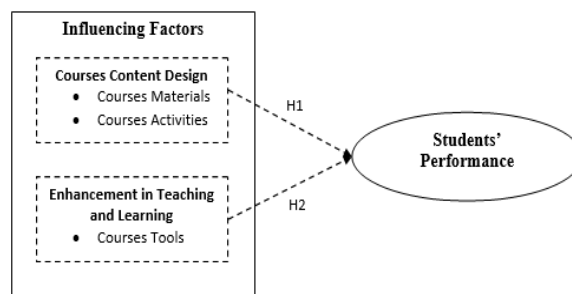 Influencing Factors
Courses Content Design
• Courses Materials
• Courses Activities
H1
Students'
Performance
Enhancement in Teaching
and Learning
• Courses Tools
H2